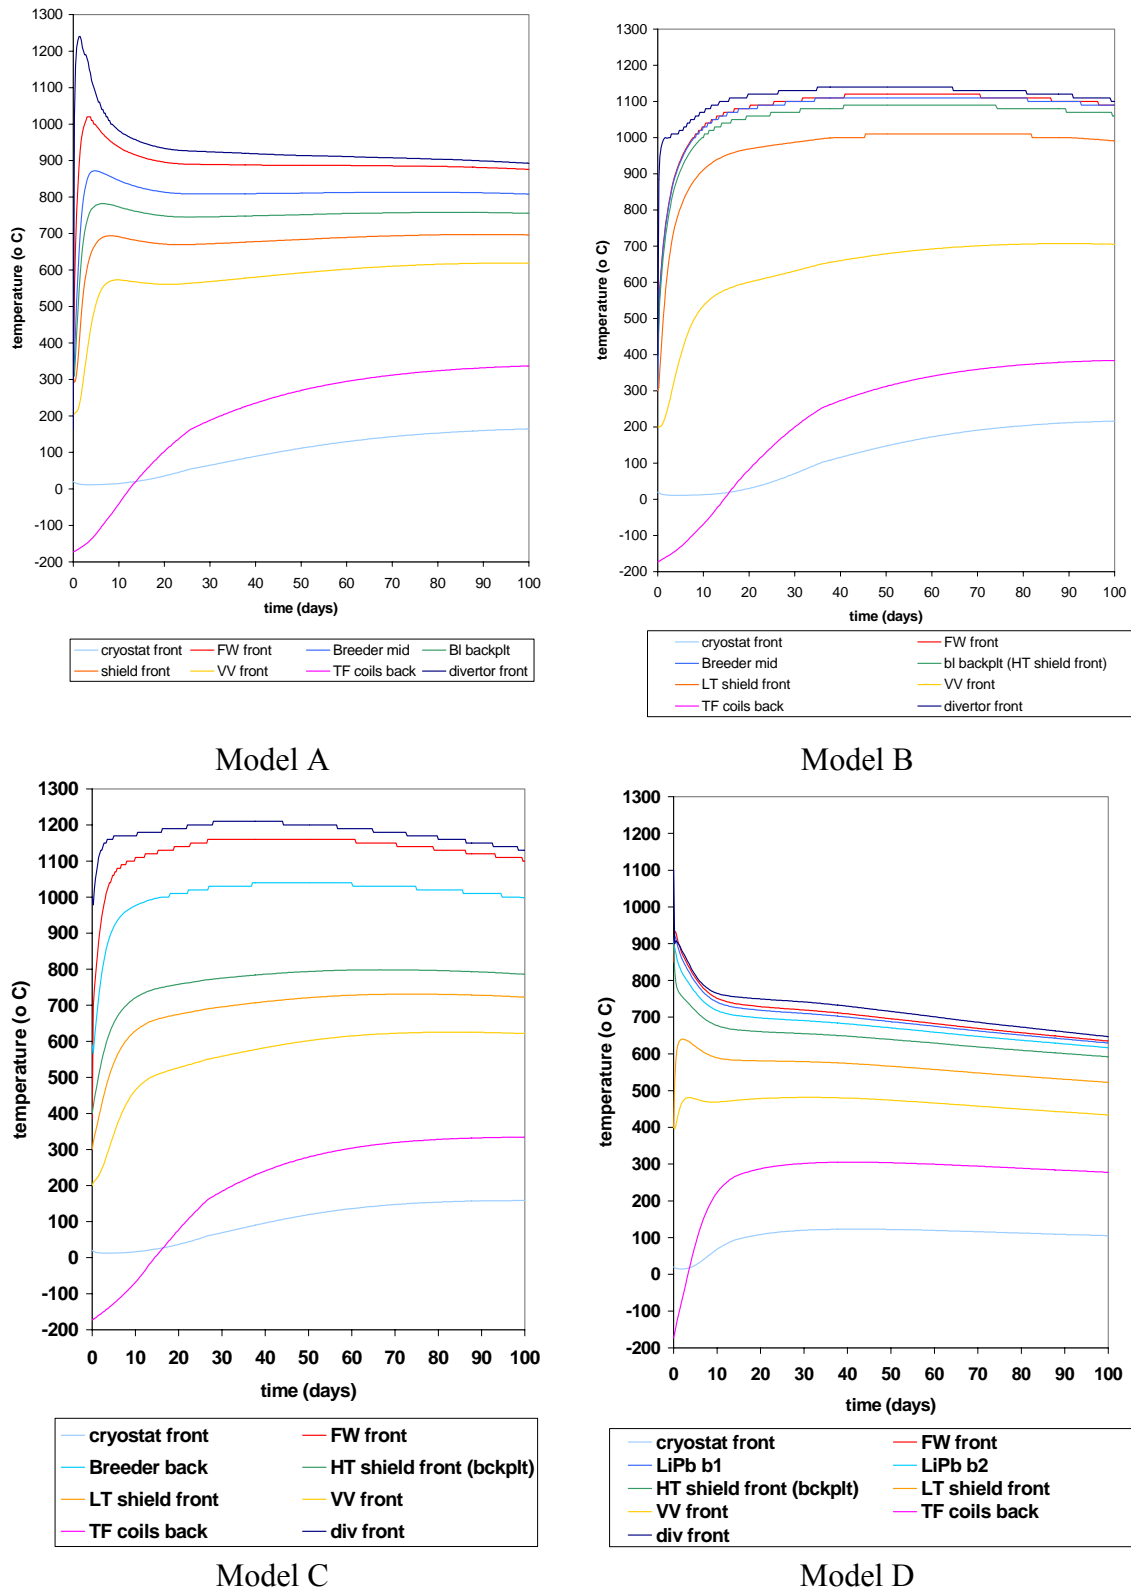 1300
1200
1100
1000
900
800
700
600
500
400
300
200
100
0
-100
-200
temperature (o C)
0 10 20 30 40 50 60 70 80 90 100
time (days)
cryostat front FW front Breeder mid Bl backplt
shield front VV front TF coils back divertor front
Model A
1300
1200
1100
1000
900
800
700
600
500
400
300
200
100
0
-100
-200
temperature (o C)
0 10 20 30 40 50 60 70 80 90 100
time (days)
cryostat front FW front
Breeder mid bl backplt (HT shield front)
LT shield front VV front
TF coils back divertor front
Model B
1300
1200
1100
1000
900
800
700
600
500
400
300
200
100
0
-100
-200
temperature (o C)
0 10 20 30 40 50 60 70 80 90 100
time (days)
cryostat front FW front
Breeder back HT shield front (bckplt)
LT shield front VV front
TF coils back div front
Model C
1300
1200
1100
1000
900
800
700
600
500
400
300
200
100
0
-100
-200
temperature (o C)
0 10 20 30 40 50 60 70 80 90 100
time (days)
cryostat front FW front
LiPb b1 LiPb b2
HT shield front (bckplt) LT shield front
VV front TF coils back
div front
Model D